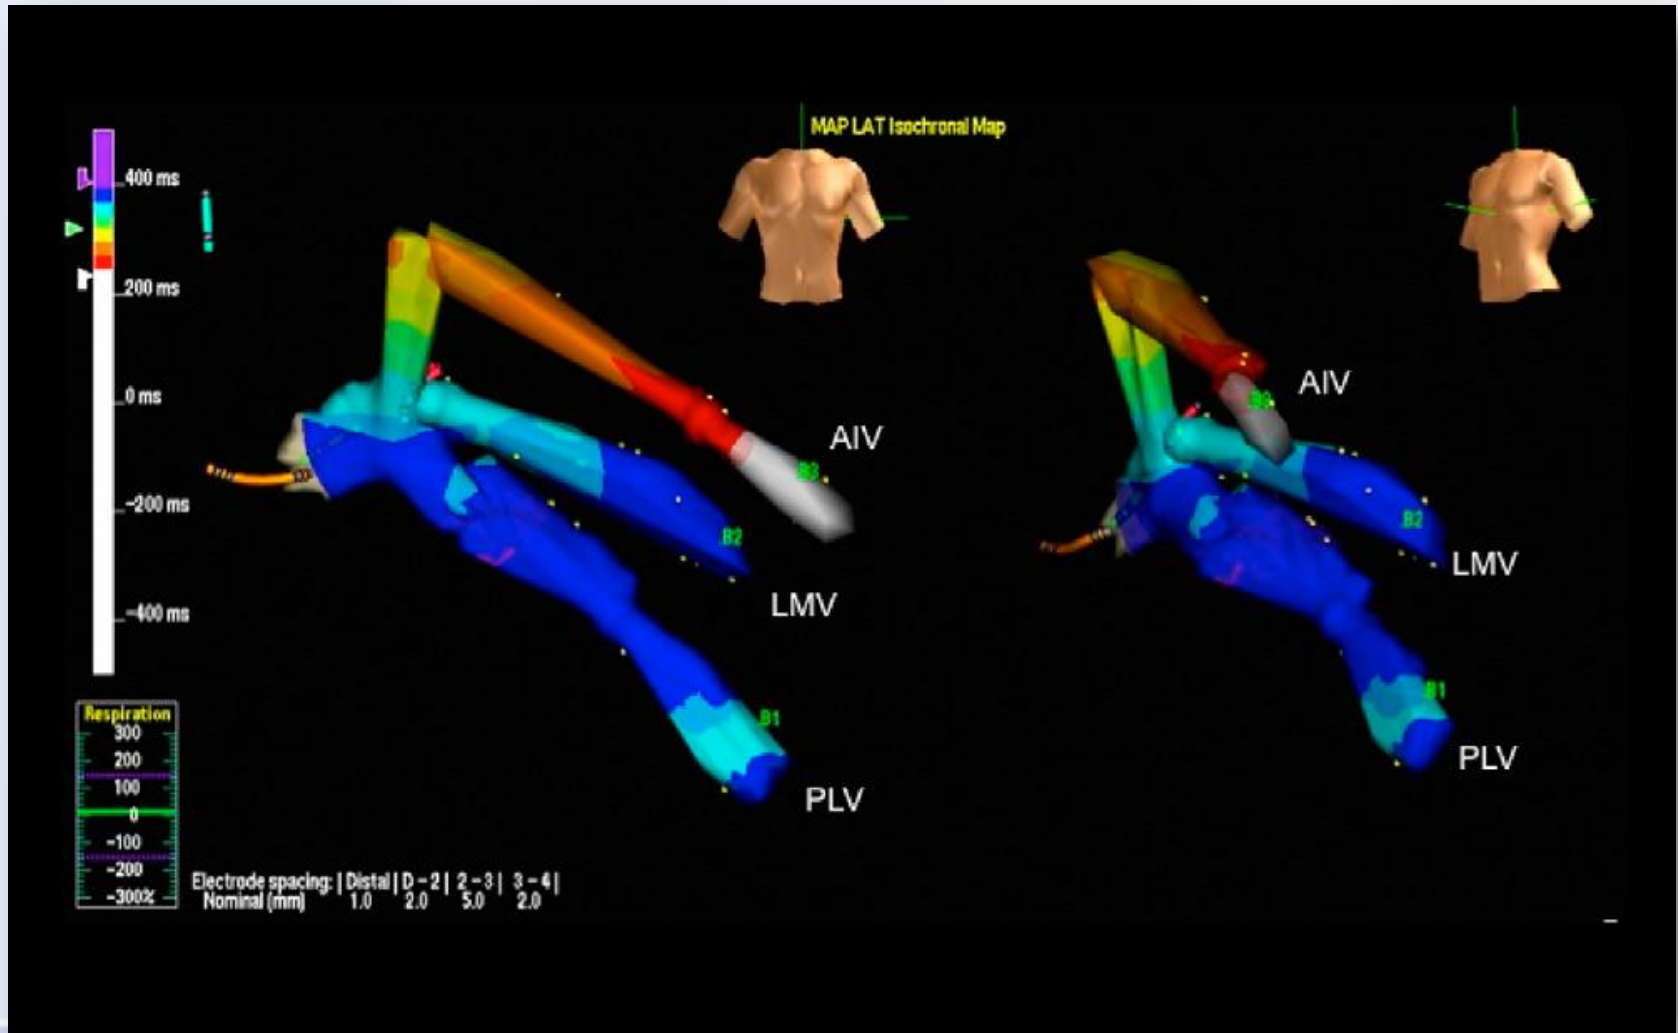 MAP LAT Isochronal Map
400 ms
200 ms
0 ms
-200 ms
-400 ms
AIV
B3
B2
LMV
B1
PLV
AIV
B3
B2
LMV
B1
PLV
Respiration
300
200
100
0
-100
-200
-300%
Electrode spacing: | Distal | D - 2 | 2 - 3 | 3 - 4 |
Nominal (mm) 1.0 2.0 5.0 2.0